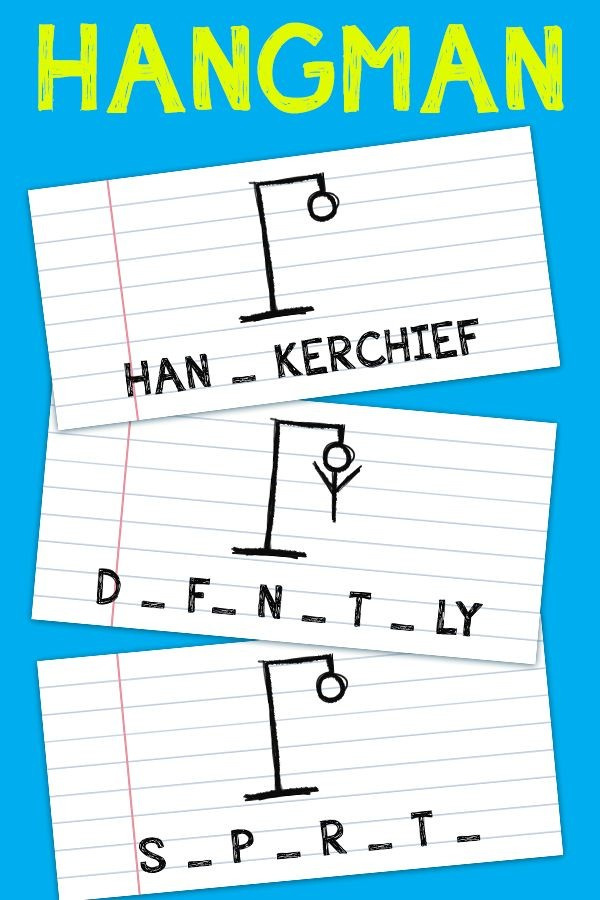 HANGMAN
HAN _ KERCHIEF
D _ F _ N _ T _ LY
S _ P _ R _ T _